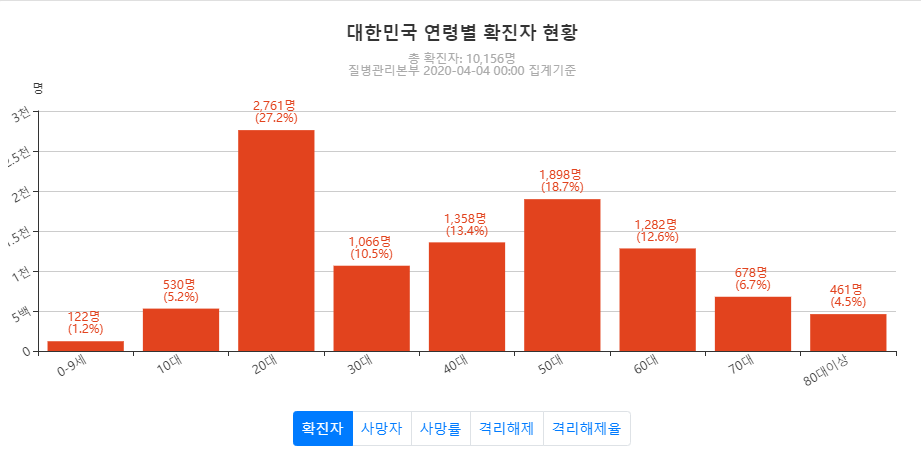 대한민국 연령별 확진자 현황
총 확진자: 10,156명
질병관리본부 2020-04-04 00:00 집계기준
명
3천
2.5천
2천
1.5천
1천
5백
0
122명
(1.2%)
530명
(5.2%)
2,761명
(27.2%)
1,066명
(10.5%)
1,358명
(13.4%)
1,898명
(18.7%)
1,282명
(12.6%)
678명
(6.7%)
461명
(4.5%)
0-9세
10대
20대
30대
40대
50대
60대
70대
80대이상
확진자 사망자 사망률 격리해제 격리해제율